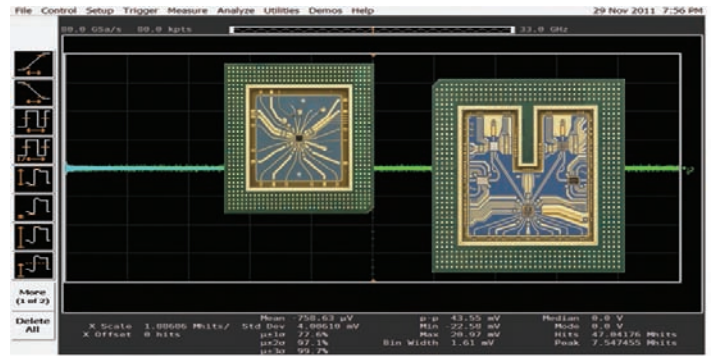 File Control Setup Trigger Measure Analyze Utilities Demos Help 29 Nov 2011 7:56 PM
80.0 GSa/s 80.0 kpts 33.0 GHz
More
(1 of 2)
Delete
All
Mean -758.63 µV p-p 43.55 mV Median 0.0 V
X Scale 1.00606 Mhits/ Std Dev 4.00610 mV Min -22.58 mV Mode 0.0 V
X Offset 0 hits µ±1σ 77.6% Max 20.97 mV Hits 47.04176 Mhits
µ±2σ 97.1% Bin Width 1.61 mV Peak 7.547455 Mhits
µ±3σ 99.7%